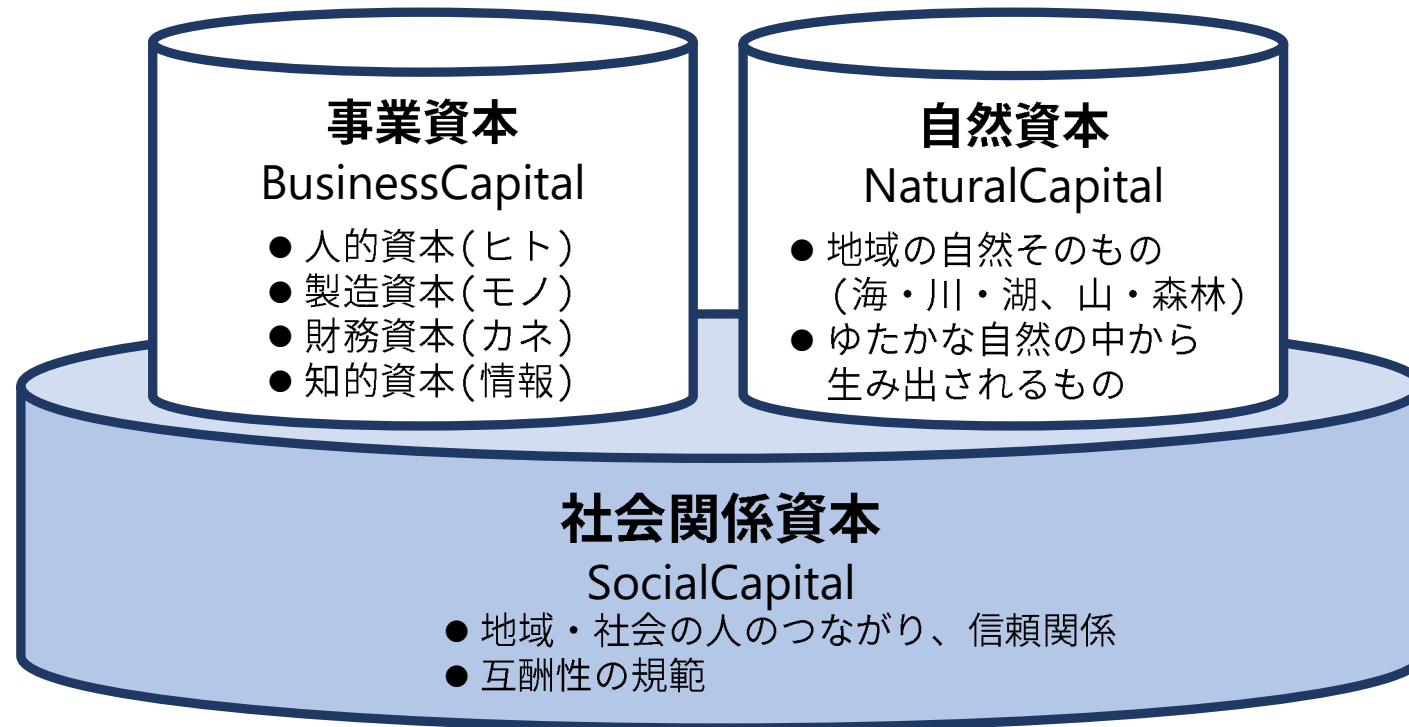 事業資本
BusinessCapital
● 人的資本(ヒト)
● 製造資本(モノ)
● 財務資本(カネ)
● 知的資本(情報)
自然資本
NaturalCapital
● 地域の自然そのもの
(海・川・湖、山・森林)
● ゆたかな自然の中から
生み出されるもの
社会関係資本
SocialCapital
● 地域・社会の人のつながり、信頼関係
● 互酬性の規範